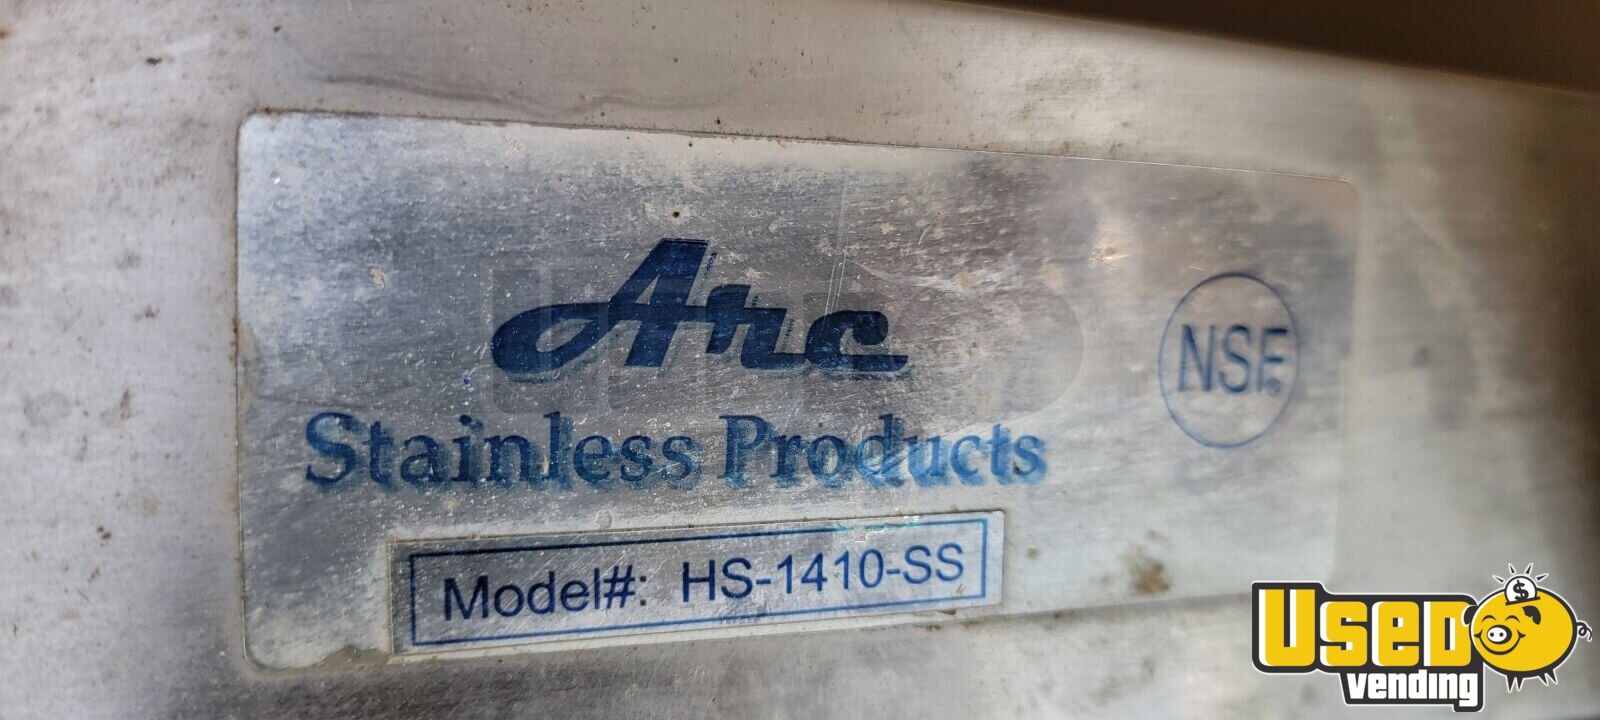 Arc
NSF
Stainless Products
Model#: HS-1410-SS
USED
vending
$